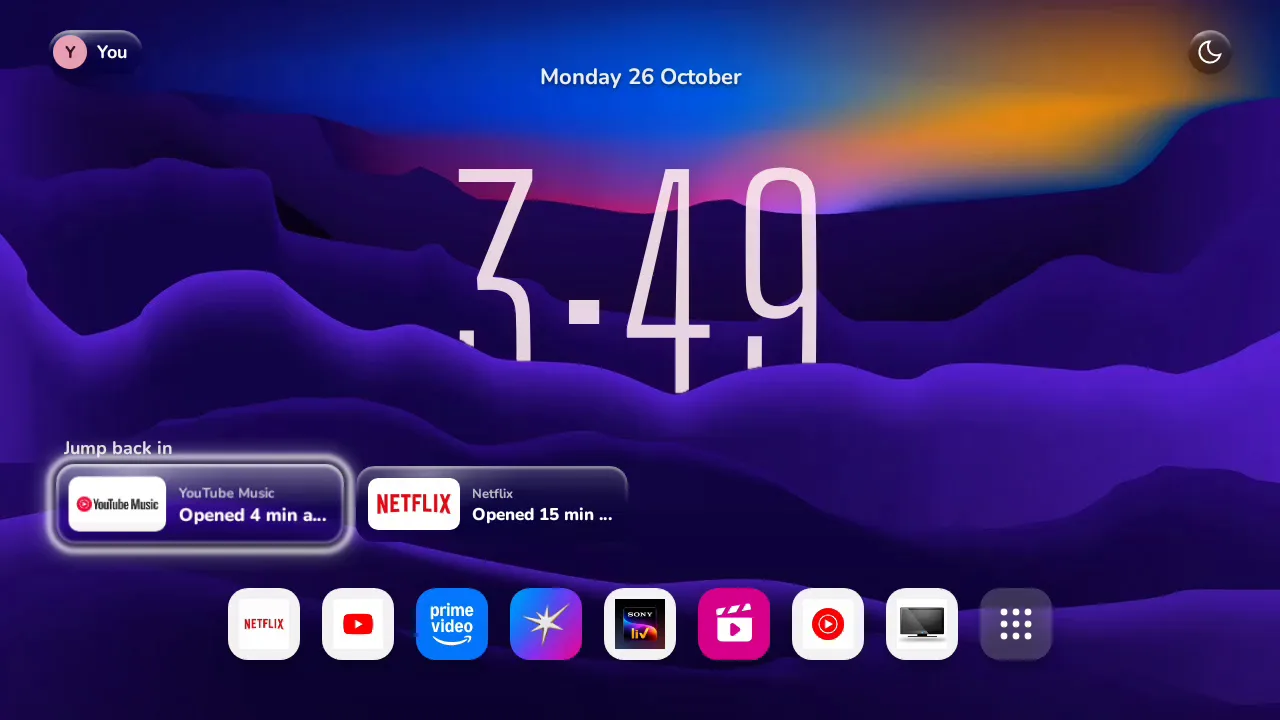 Y You
Monday 26 October
3:49
Jump back in
YouTube Music
YouTube Music
Opened 4 min a...
NETFLIX
Netflix
Opened 15 min ...
NETFLIX
prime
video
SONY
liv